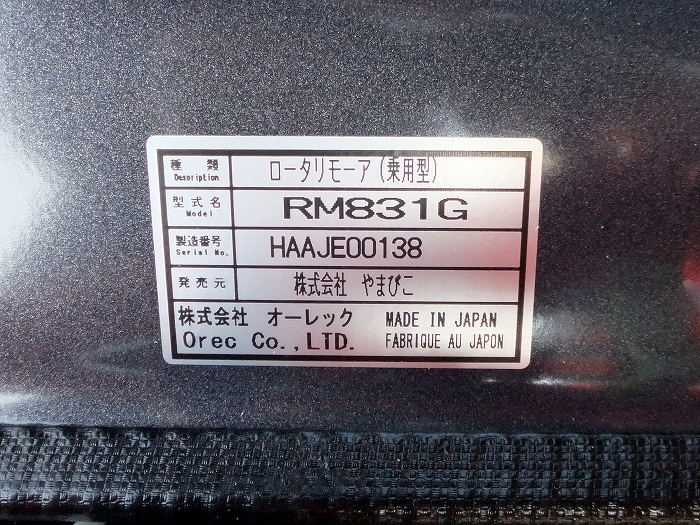 種類 ロータリモーア(乗用型)
Description
型式名 RM831G
Model
製造番号 HAAJE00138
Serial No.
発売元 株式会社 やまびこ
株式会社 オーレック MADE IN JAPAN
Orec Co.,LTD. FABRIQUE AU JAPON